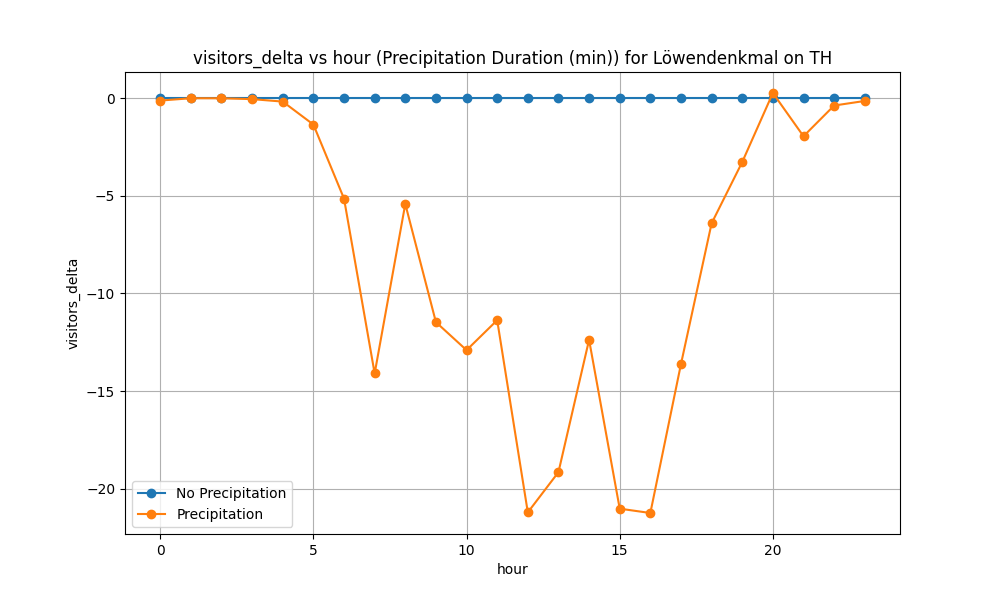 visitors_delta vs hour (Precipitation Duration (min)) for Löwendenkmal on TH
0
−5
−10
−15
−20
visitors_delta
No Precipitation
Precipitation
0 5 10 15 20
hour